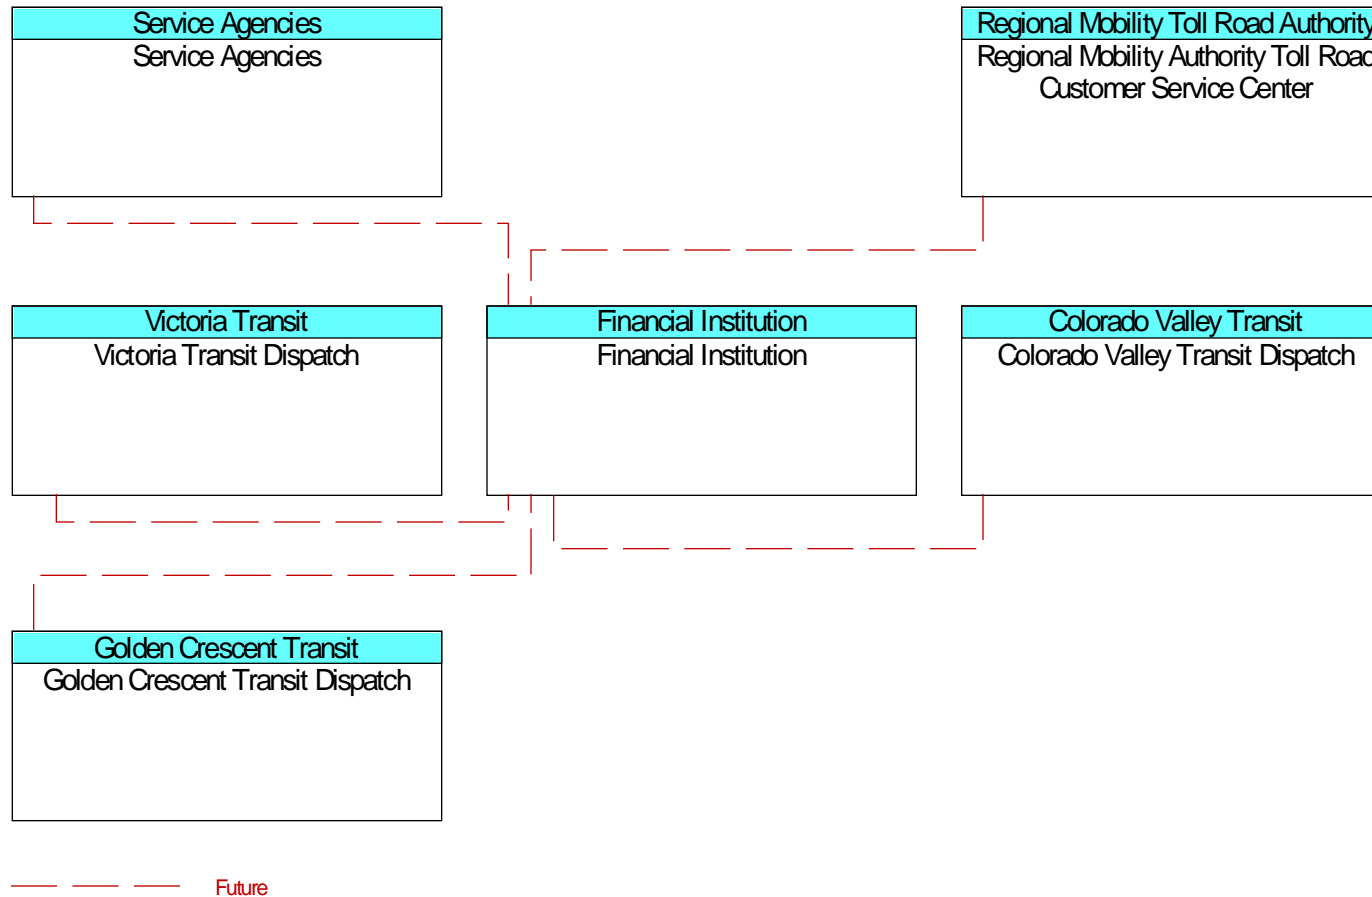 Service Agencies
Service Agencies
Regional Mobility Toll Road Authority
Regional Mobility Authority Toll Road
Customer Service Center
Victoria Transit
Victoria Transit Dispatch
Financial Institution
Financial Institution
Colorado Valley Transit
Colorado Valley Transit Dispatch
Golden Crescent Transit
Golden Crescent Transit Dispatch
Future